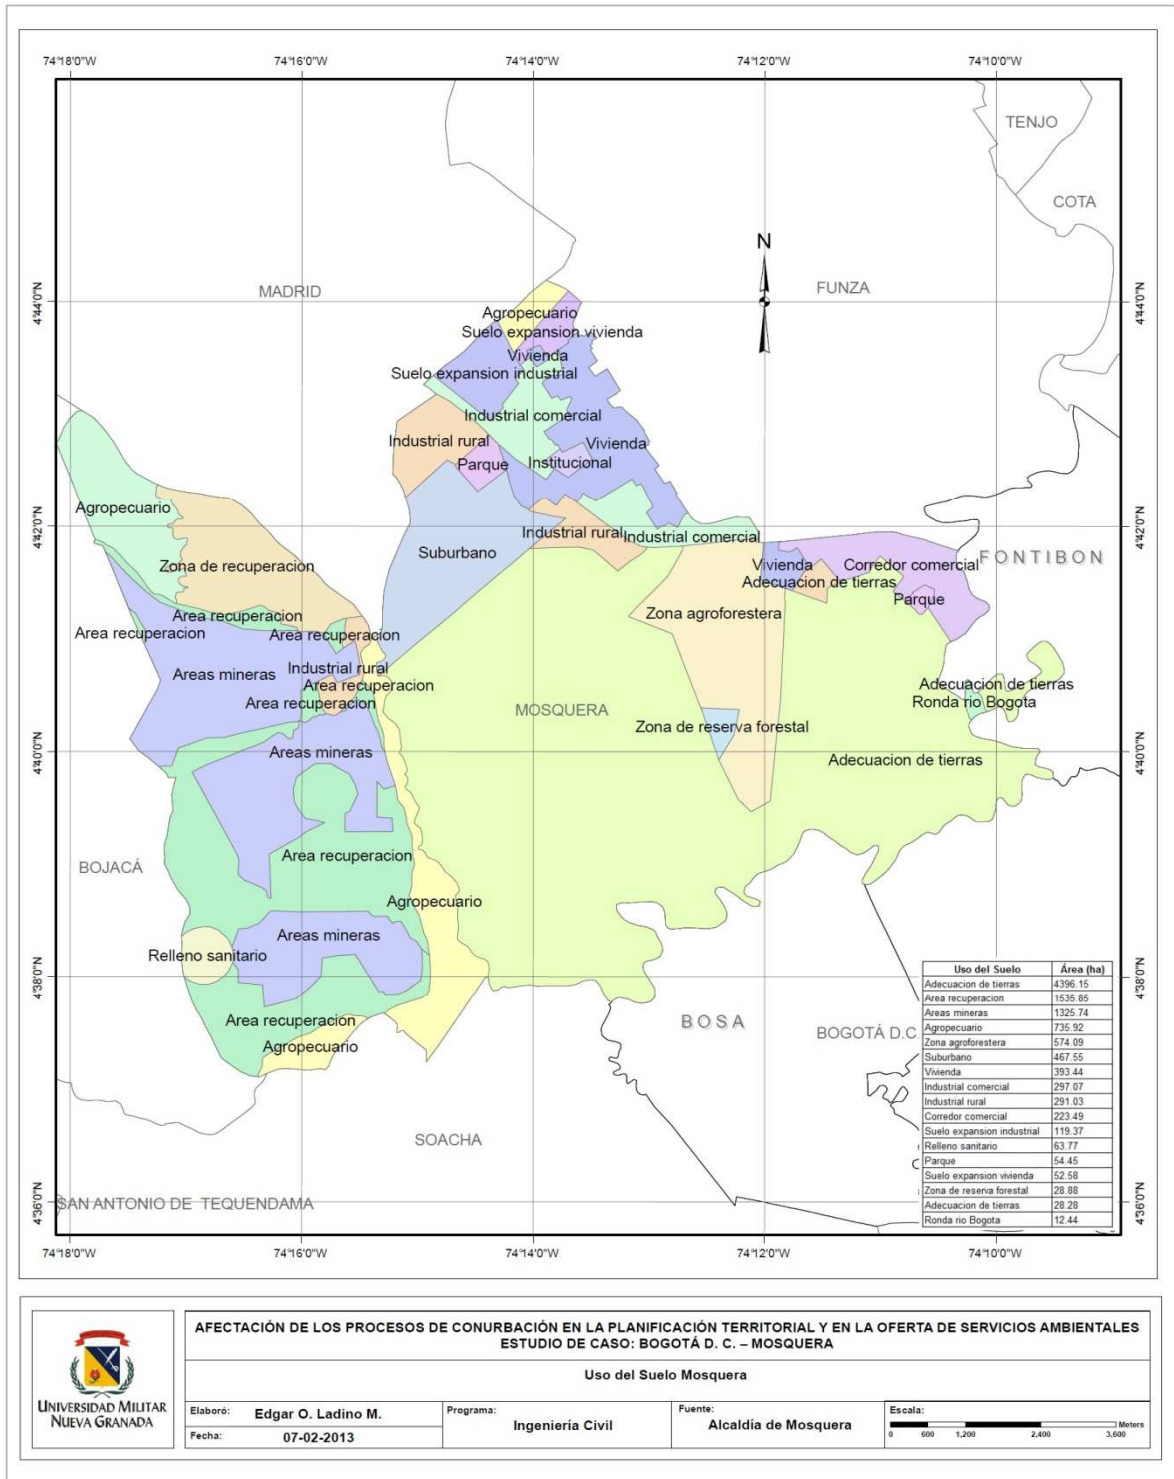 74°18'0"W 74°16'0"W 74°14'0"W 74°12'0"W 74°10'0"W
TENJO
COTA
N
MADRID
FUNZA
4°44'0"N 4°44'0"N
Agropecuario
Suelo expansion vivienda
Vivienda
Suelo expansion industrial
Industrial comercial
Industrial rural
Vivienda
Parque
Institucional
Agropecuario
4°42'0"N 4°42'0"N
Industrial rural
Industrial comercial
Suburbano
FONTIBON
Zona de recuperacion
Vivienda
Corredor comercial
Adecuacion de tierras
Parque
Area recuperacion
Zona agroforestera
Area recuperacion
Area recuperacion
Industrial rural
Areas mineras
Area recuperacion
Adecuacion de tierras
Area recuperacion
Ronda rio Bogota
MOSQUERA
Zona de reserva forestal
4°40'0"N 4°40'0"N
Areas mineras
Adecuacion de tierras
Area recuperacion
BOJACÁ
Agropecuario
Areas mineras
Relleno sanitario
4°38'0"N 4°38'0"N
Area recuperacion
BOSA
BOGOTÁ D.C.
Agropecuario
SOACHA
SAN ANTONIO DE TEQUENDAMA
4°36'0"N 4°36'0"N
Uso del Suelo Área (ha)
Adecuacion de tierras 4396.15
Area recuperacion 1535.85
Areas mineras 1325.74
Agropecuario 735.92
Zona agroforestera 574.09
Suburbano 467.55
Vivienda 393.44
Industrial comercial 297.07
Industrial rural 291.03
Corredor comercial 223.49
Suelo expansion industrial 119.37
Relleno sanitario 63.77
Parque 54.45
Suelo expansion vivienda 52.58
Zona de reserva forestal 28.88
Adecuacion de tierras 28.28
Ronda rio Bogota 12.44
74°18'0"W 74°16'0"W 74°14'0"W 74°12'0"W 74°10'0"W
UNIVERSIDAD MILITAR
NUEVA GRANADA
AFECTACIÓN DE LOS PROCESOS DE CONURBACIÓN EN LA PLANIFICACIÓN TERRITORIAL Y EN LA OFERTA DE SERVICIOS AMBIENTALES
ESTUDIO DE CASO: BOGOTÁ D. C. – MOSQUERA
Uso del Suelo Mosquera
Elaboró: Edgar O. Ladino M.
Fecha: 07-02-2013
Programa:
Ingeniería Civil
Fuente:
Alcaldía de Mosquera
Escala:
Meters
0 600 1,200 2,400 3,600